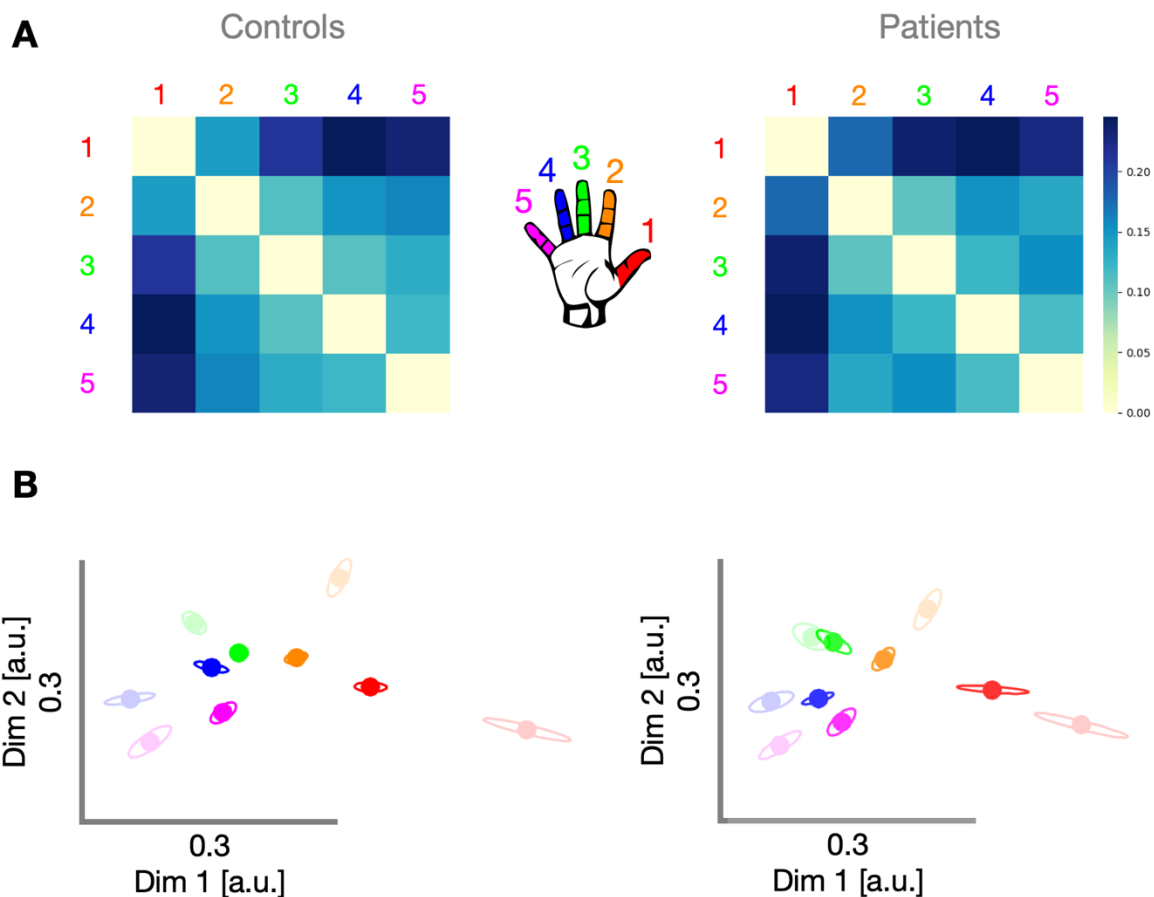 A
Controls
Patients
1 2 3 4 5
1 2 3 4 5
1
2
3
4
5
5 4 3 2 1
1
2
3
4
5
0.20
0.15
0.10
0.05
0.00
B
Dim 2 [a.u.]
0.3
0.3
Dim 1 [a.u.]
Dim 2 [a.u.]
0.3
0.3
Dim 1 [a.u.]